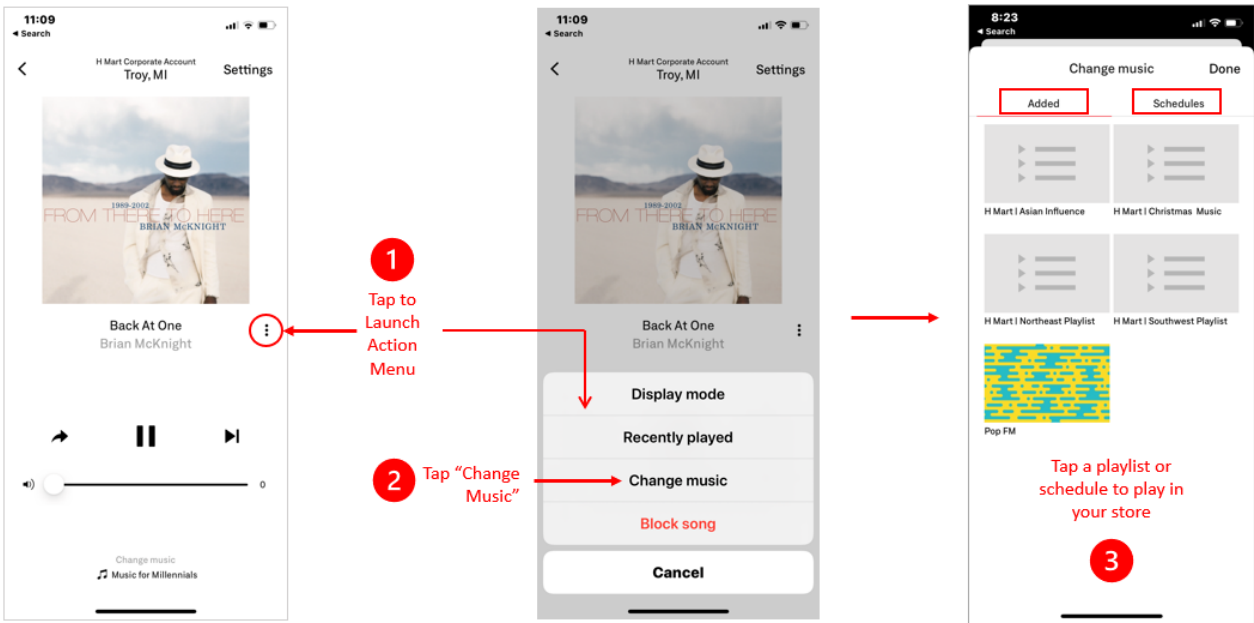 11:09
Search
H Mart Corporate Account
Troy, MI
Settings
1989-2002
FROM THERE TO HERE
BRIAN McKNIGHT
Back At One
Brian McKnight
0
Change music
Music for Millennials
1
Tap to
Launch
Action
Menu
11:09
Search
H Mart Corporate Account
Troy, MI
Settings
1989-2002
FROM THERE TO HERE
BRIAN McKNIGHT
Back At One
Brian McKnight
Display mode
Recently played
Change music
Block song
Cancel
2
Tap “Change
Music”
8:23
Search
Change music
Done
Added
Schedules
H Mart | Asian Influence
H Mart | Christmas Music
H Mart | Northeast Playlist
H Mart | Southwest Playlist
Pop FM
Tap a playlist or
schedule to play in
your store
3